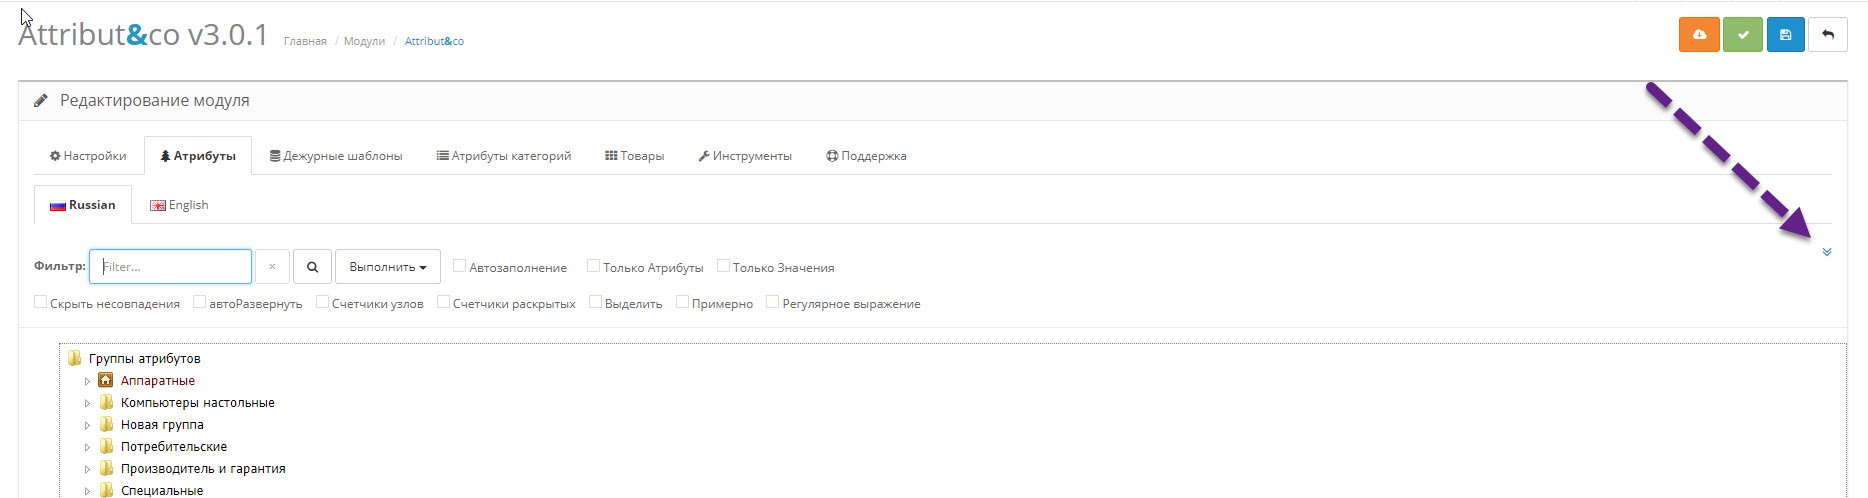 Attribut&co v3.0.1 Главная / Модули / Attribut&co
Редактирование модуля
Настройки Атрибуты Дежурные шаблоны Атрибуты категорий Товары Инструменты Поддержка
Russian English
Фильтр: Filter... × Выполнить Автозаполнение Только Атрибуты Только Значения
Скрыть несовпадения автоРазвернуть Счетчики узлов Счетчики раскрытых Выделить Примерно Регулярное выражение
Группы атрибутов
Аппаратные
Компьютеры настольные
Новая группа
Потребительские
Производитель и гарантия
Специальные